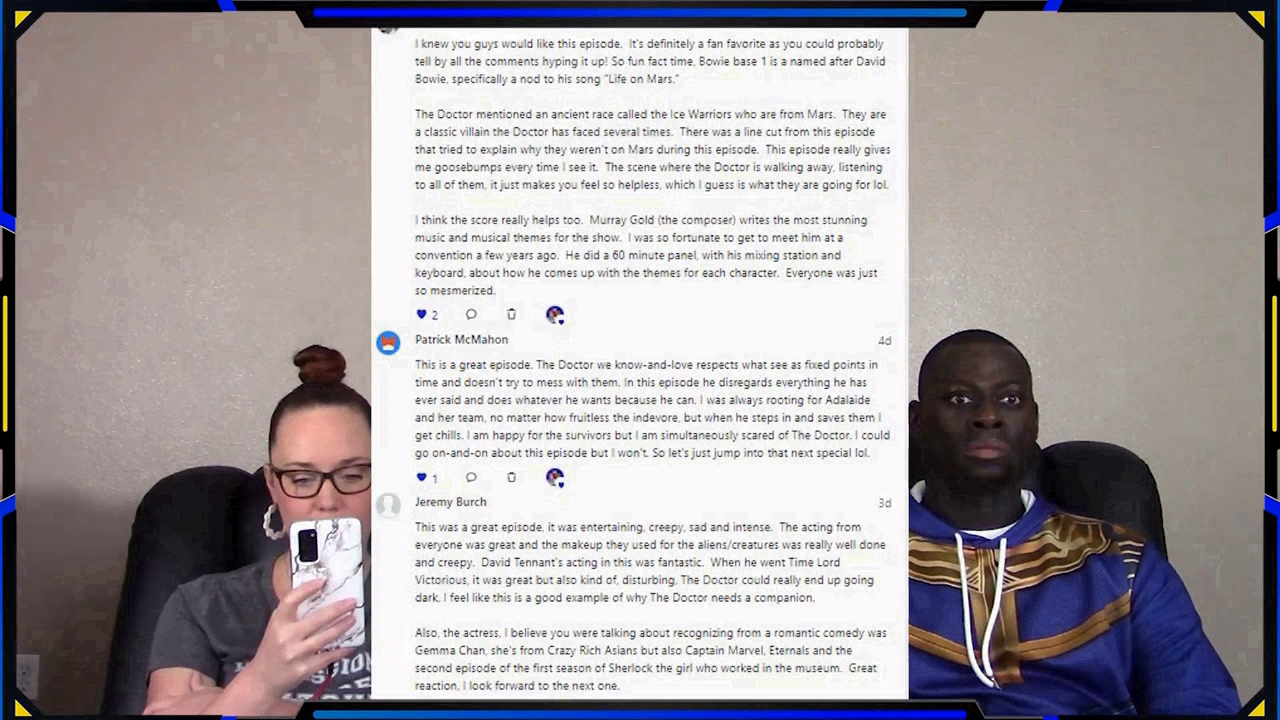 I knew you guys would like this episode. It's definitely a fan favorite as you could probably
tell by all the comments hyping it up! So fun fact time, Bowie base 1 is a named after David
Bowie, specifically a nod to his song "Life on Mars."
The Doctor mentioned an ancient race called the Ice Warriors who are from Mars. They are
a classic villain the Doctor has faced several times. There was a line cut from this episode
that tried to explain why they weren't on Mars during this episode. This episode really gives
me goosebumps every time I see it. The scene where the Doctor is walking away, listening
to all of them, it just makes you feel so helpless, which I guess is what they are going for lol.
I think the score really helps too. Murray Gold (the composer) writes the most stunning
music and musical themes for the show. I was so fortunate to get to meet him at a
convention a few years ago. He did a 60 minute panel, with his mixing station and
keyboard, about how he comes up with the themes for each character. Everyone was just
so mesmerized.
2
Patrick McMahon 4d
This is a great episode. The Doctor we know-and-love respects what see as fixed points in
time and doesn't try to mess with them. In this episode he disregards everything he has
ever said and does whatever he wants because he can. I was always rooting for Adalaide
and her team, no matter how fruitless the indevore, but when he steps in and saves them I
get chills. I am happy for the survivors but I am simultaneously scared of The Doctor. I could
go on-and-on about this episode but I won't. So let's just jump into that next special lol.
1
Jeremy Burch 3d
This was a great episode, it was entertaining, creepy, sad and intense. The acting from
everyone was great and the makeup they used for the aliens/creatures was really well done
and creepy. David Tennant's acting in this was fantastic. When he went Time Lord
Victorious, it was great but also kind of, disturbing, The Doctor could really end up going
dark, I feel like this is a good example of why The Doctor needs a companion.
Also, the actress, I believe you were talking about recognizing from a romantic comedy was
Gemma Chan, she's from Crazy Rich Asians but also Captain Marvel, Eternals and the
second episode of the first season of Sherlock the girl who worked in the museum. Great
reaction, I look forward to the next one.